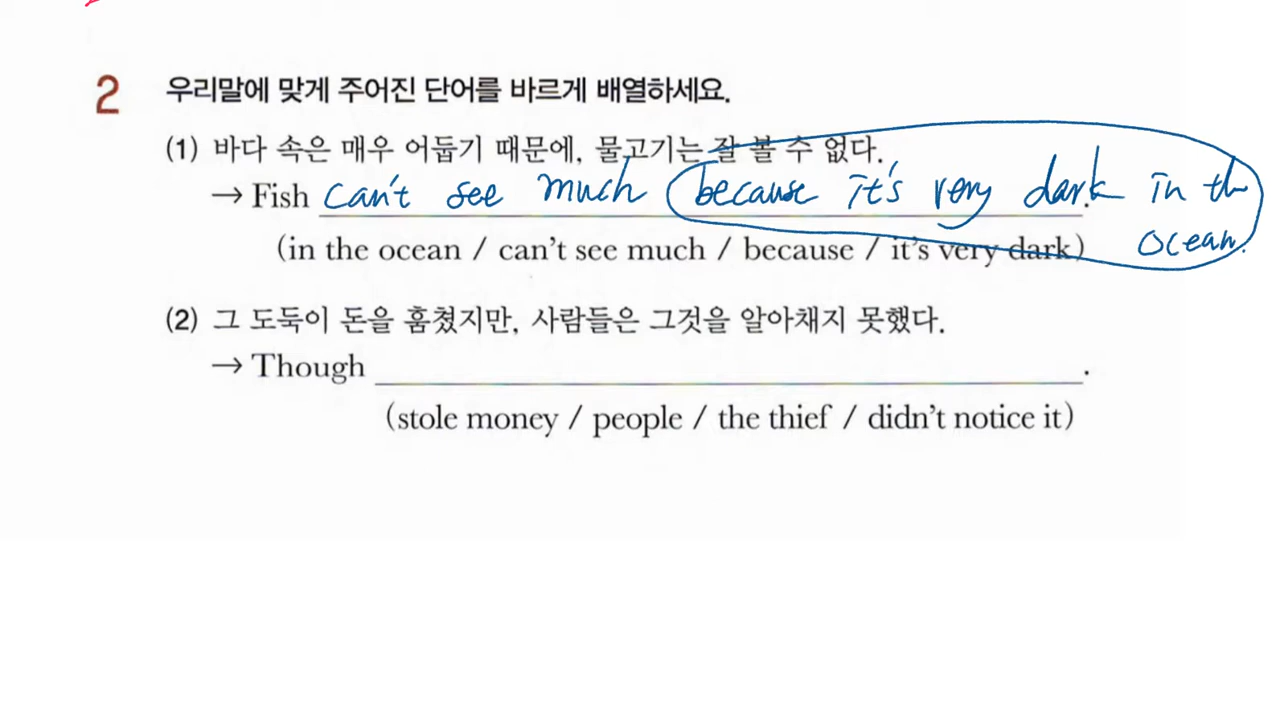 2 우리말에 맞게 주어진 단어를 바르게 배열하세요.
(1) 바다 속은 매우 어둡기 때문에, 물고기는 잘 볼 수 없다.
→ Fish can't see much because it's very dark in th
ocean.
(in the ocean / can't see much / because / it's very dark)
(2) 그 도둑이 돈을 훔쳤지만, 사람들은 그것을 알아채지 못했다.
→ Though .
(stole money / people / the thief / didn't notice it)